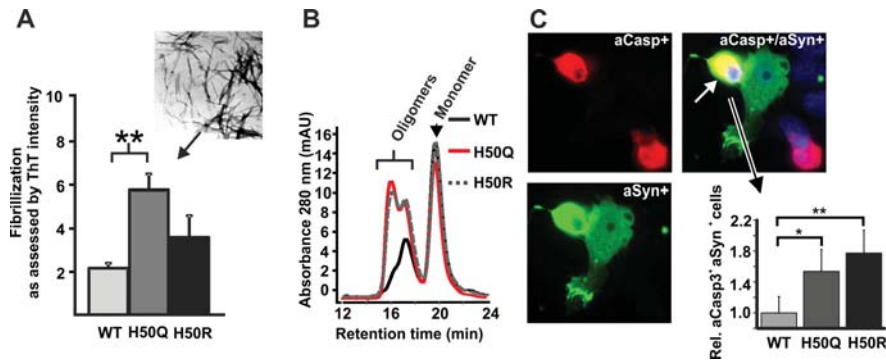 A
Fibrillization
as assessed by ThT intensity
10
8
6
4
2
**
WT H50Q H50R
B
Absorbance 280 nm (mAU)
16
14
12
10
8
6
4
2
0
Oligomers
Monomer
WT
H50Q
H50R
12 16 20 24
Retention time (min)
C
aCasp+
aCasp+/aSyn+
aSyn+
Rel. aCasp3+ aSyn + cells
2.2
1.8
1.4
1.0
**
*
WT H50Q H50R